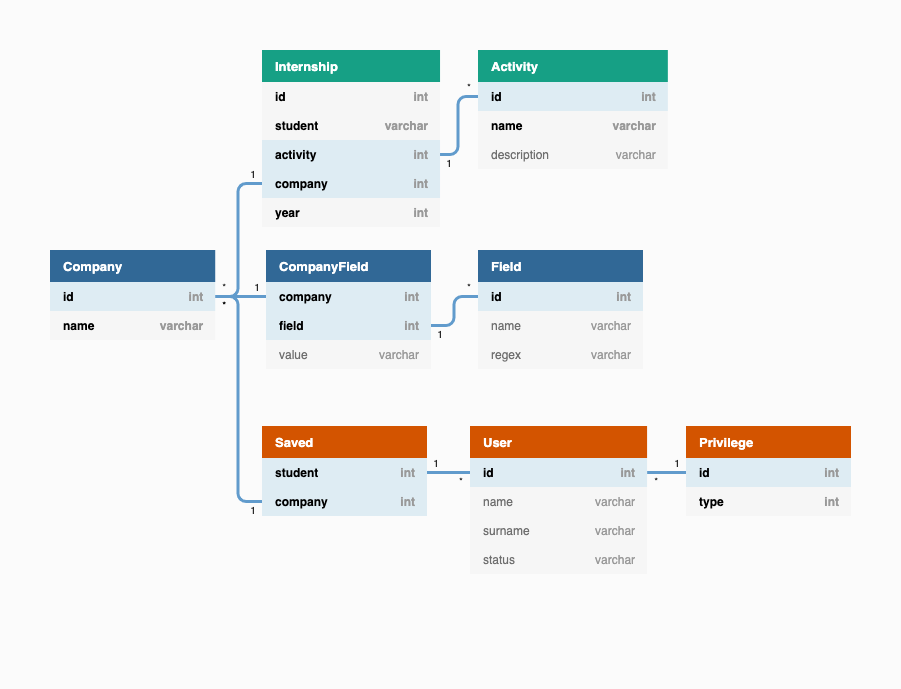 Internship
id int
student varchar
activity int
company int
year int
Activity
id int
name varchar
description varchar
* 1
1
Company
id int
name varchar
* *
CompanyField
company int
field int
value varchar
1
Field
id int
name varchar
regex varchar
* 1
Saved
student int
company int
1
User
id int
name varchar
surname varchar
status varchar
1 *
Privilege
id int
type int
1 *